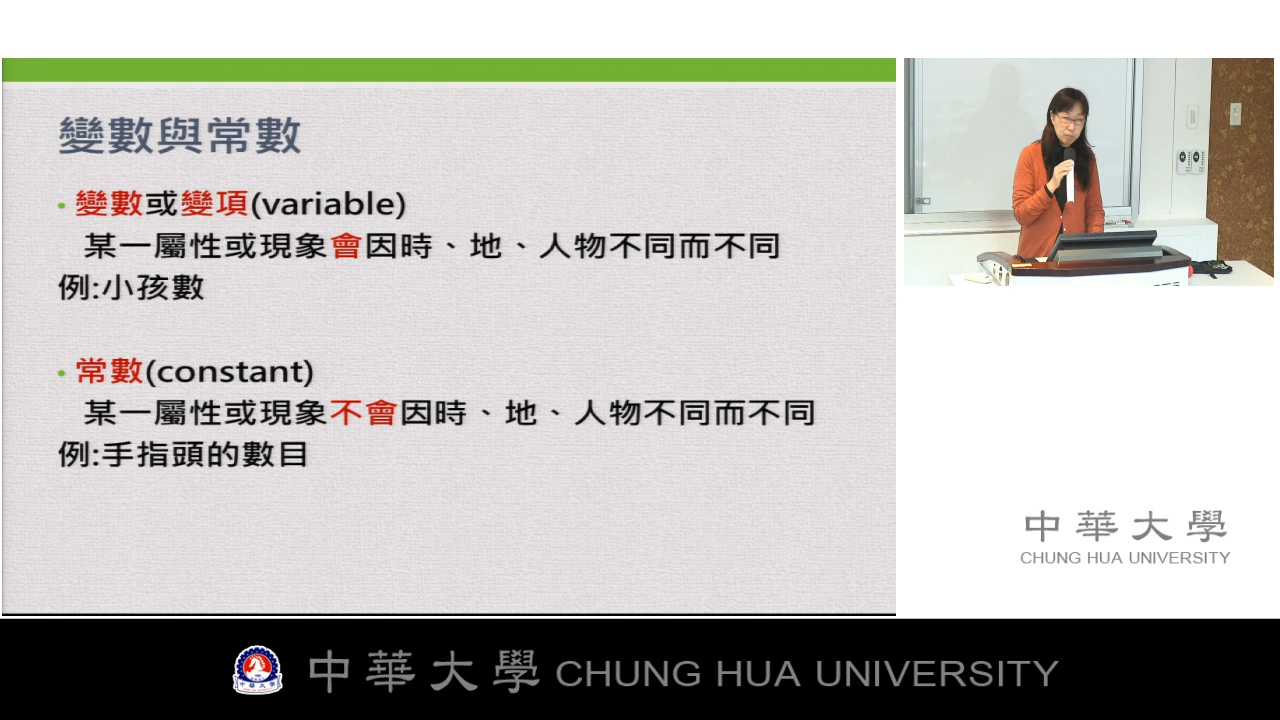 變數與常數
• 變數或變項(variable)
某一屬性或現象會因時、地、人物不同而不同
例:小孩數
• 常數(constant)
某一屬性或現象不會因時、地、人物不同而不同
例:手指頭的數目
中華大學
CHUNG HUA UNIVERSITY
中華大學 CHUNG HUA UNIVERSITY